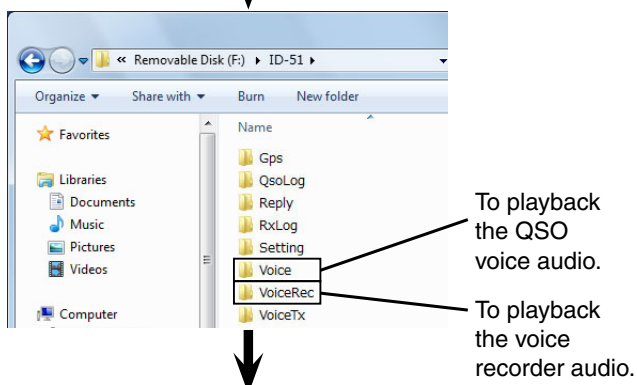 « Removable Disk (F:) ▸ ID-51 ▸
Organize ▼ Share with ▼ Burn New folder
Favorites
Libraries
Documents
Music
Pictures
Videos
Computer
Name
Gps
QsoLog
Reply
RxLog
Setting
Voice
VoiceRec
VoiceTx
To playback
the QSO
voice audio.
To playback
the voice
recorder audio.